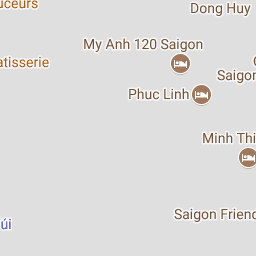 uceurs
Dong Huy
My Anh 120 Saigon
atisserie
Saigon
Phuc Linh
Minh Thi
Saigon Friend
úi